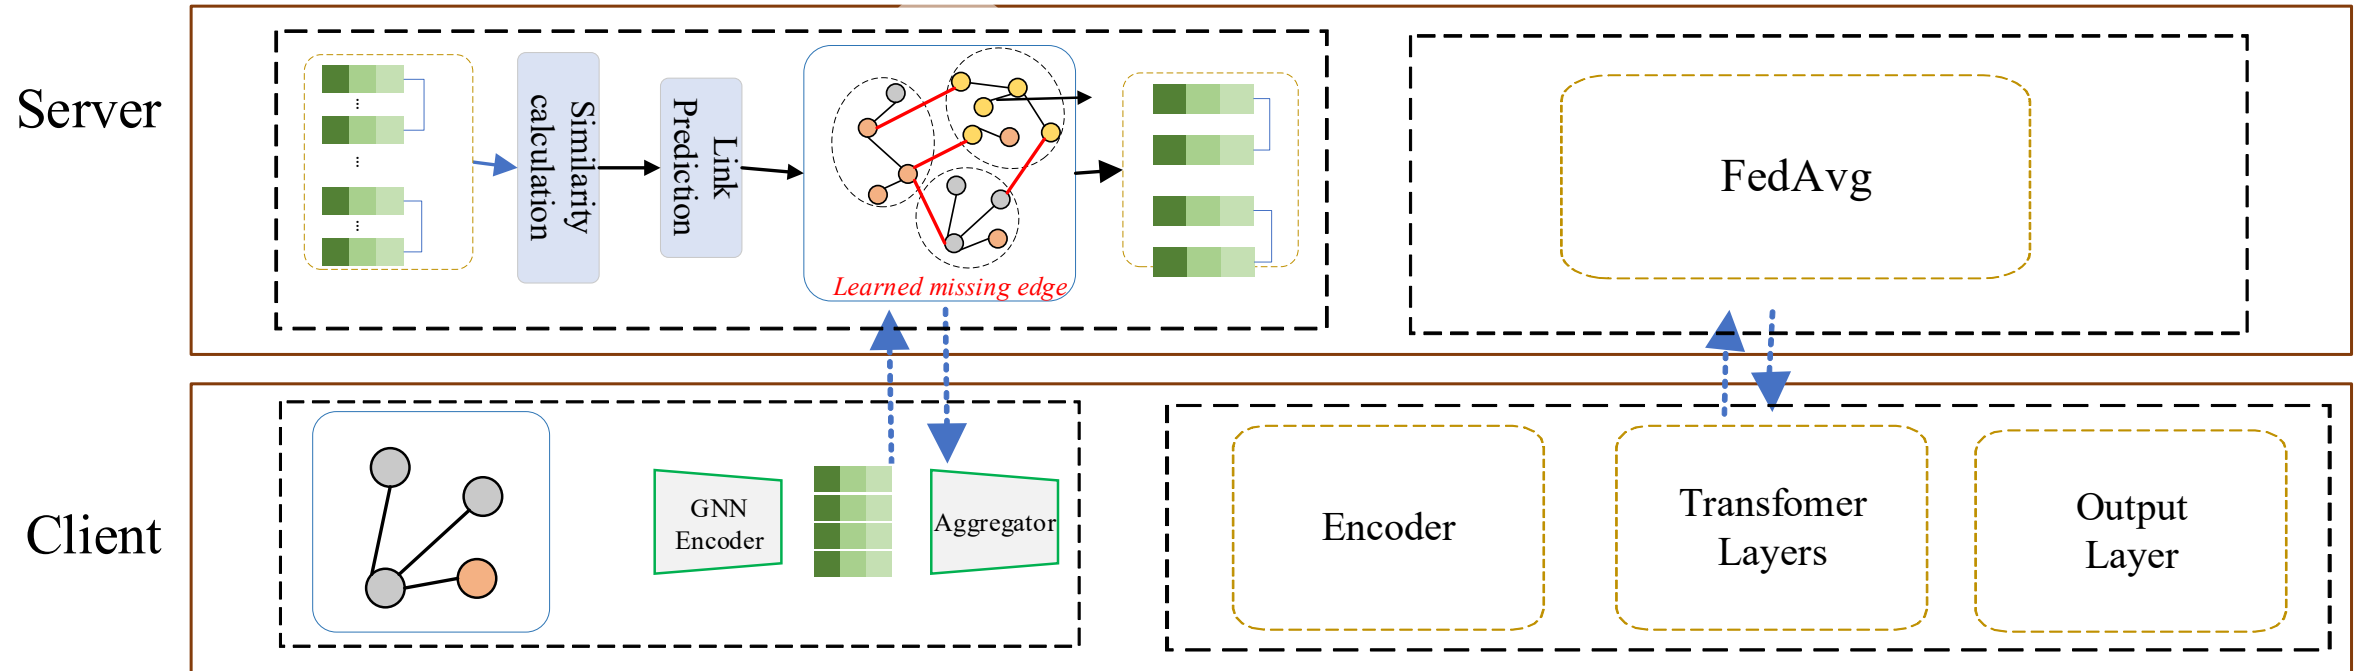 Server
...
...
...
Similarity
calculation
Link
Prediction
Learned missing edge
FedAvg
Client
GNN
Encoder
Aggregator
Encoder
Transfomer
Layers
Output
Layer